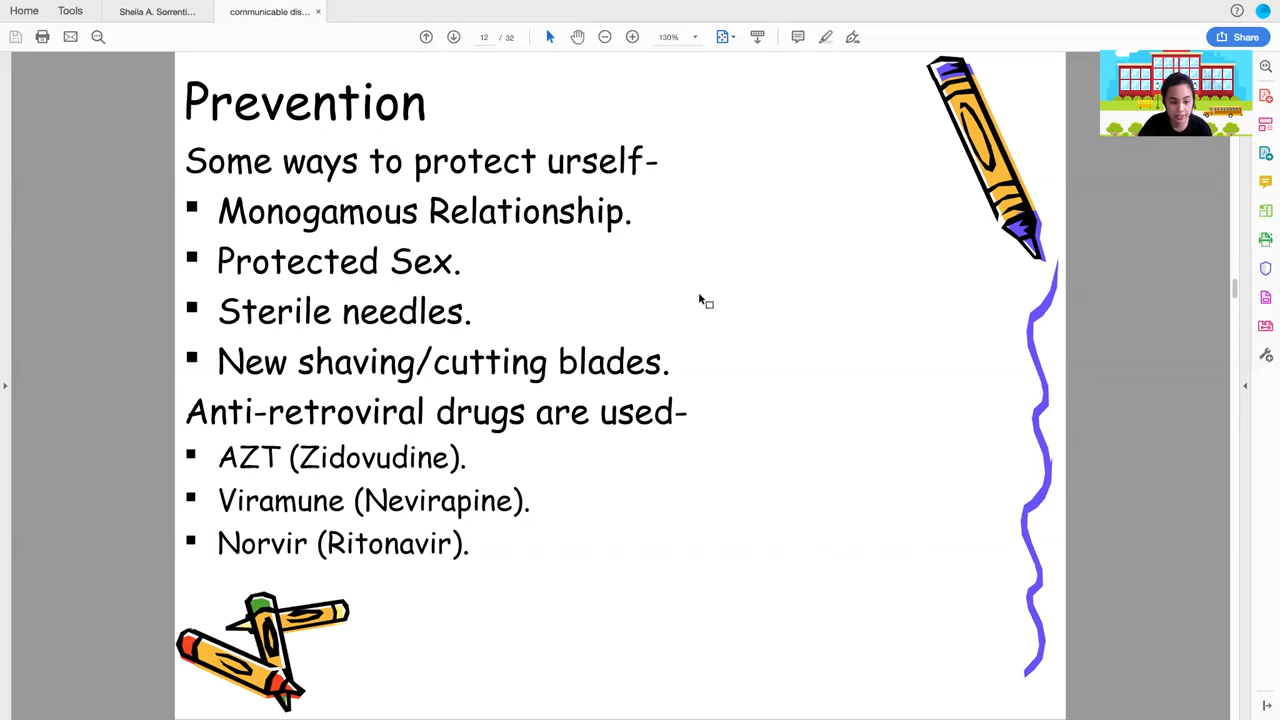 Home Tools Sheila A. Sorrenti... communicable dis... ×
12 / 32 130% Share
Prevention
Some ways to protect urself-
▪ Monogamous Relationship.
▪ Protected Sex.
▪ Sterile needles.
▪ New shaving/cutting blades.
Anti-retroviral drugs are used-
▪ AZT (Zidovudine).
▪ Viramune (Nevirapine).
▪ Norvir (Ritonavir).